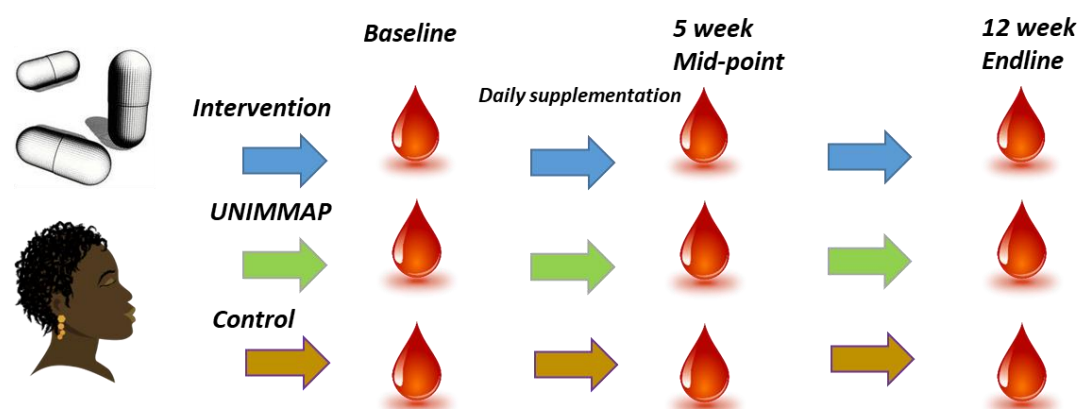 Baseline
5 week
Mid-point
12 week
Endline
Intervention
Daily supplementation
UNIMMAP
Control